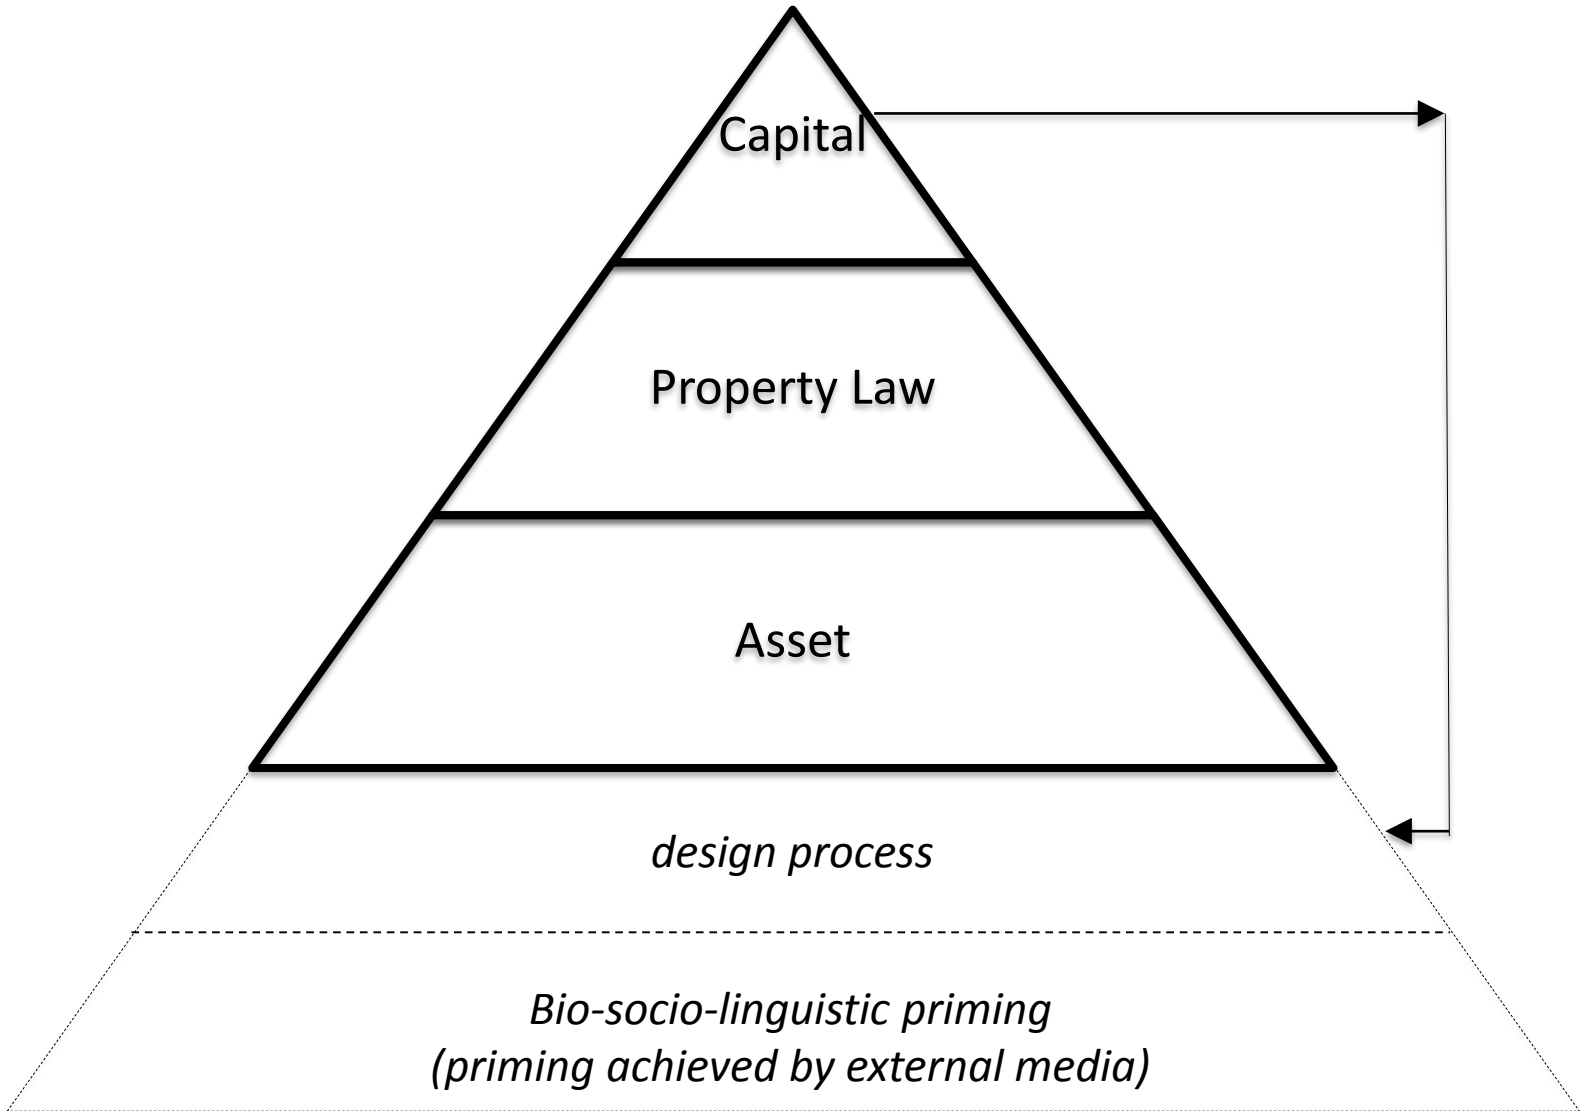 Capital
Property Law
Asset
design process
Bio-socio-linguistic priming
(priming achieved by external media)